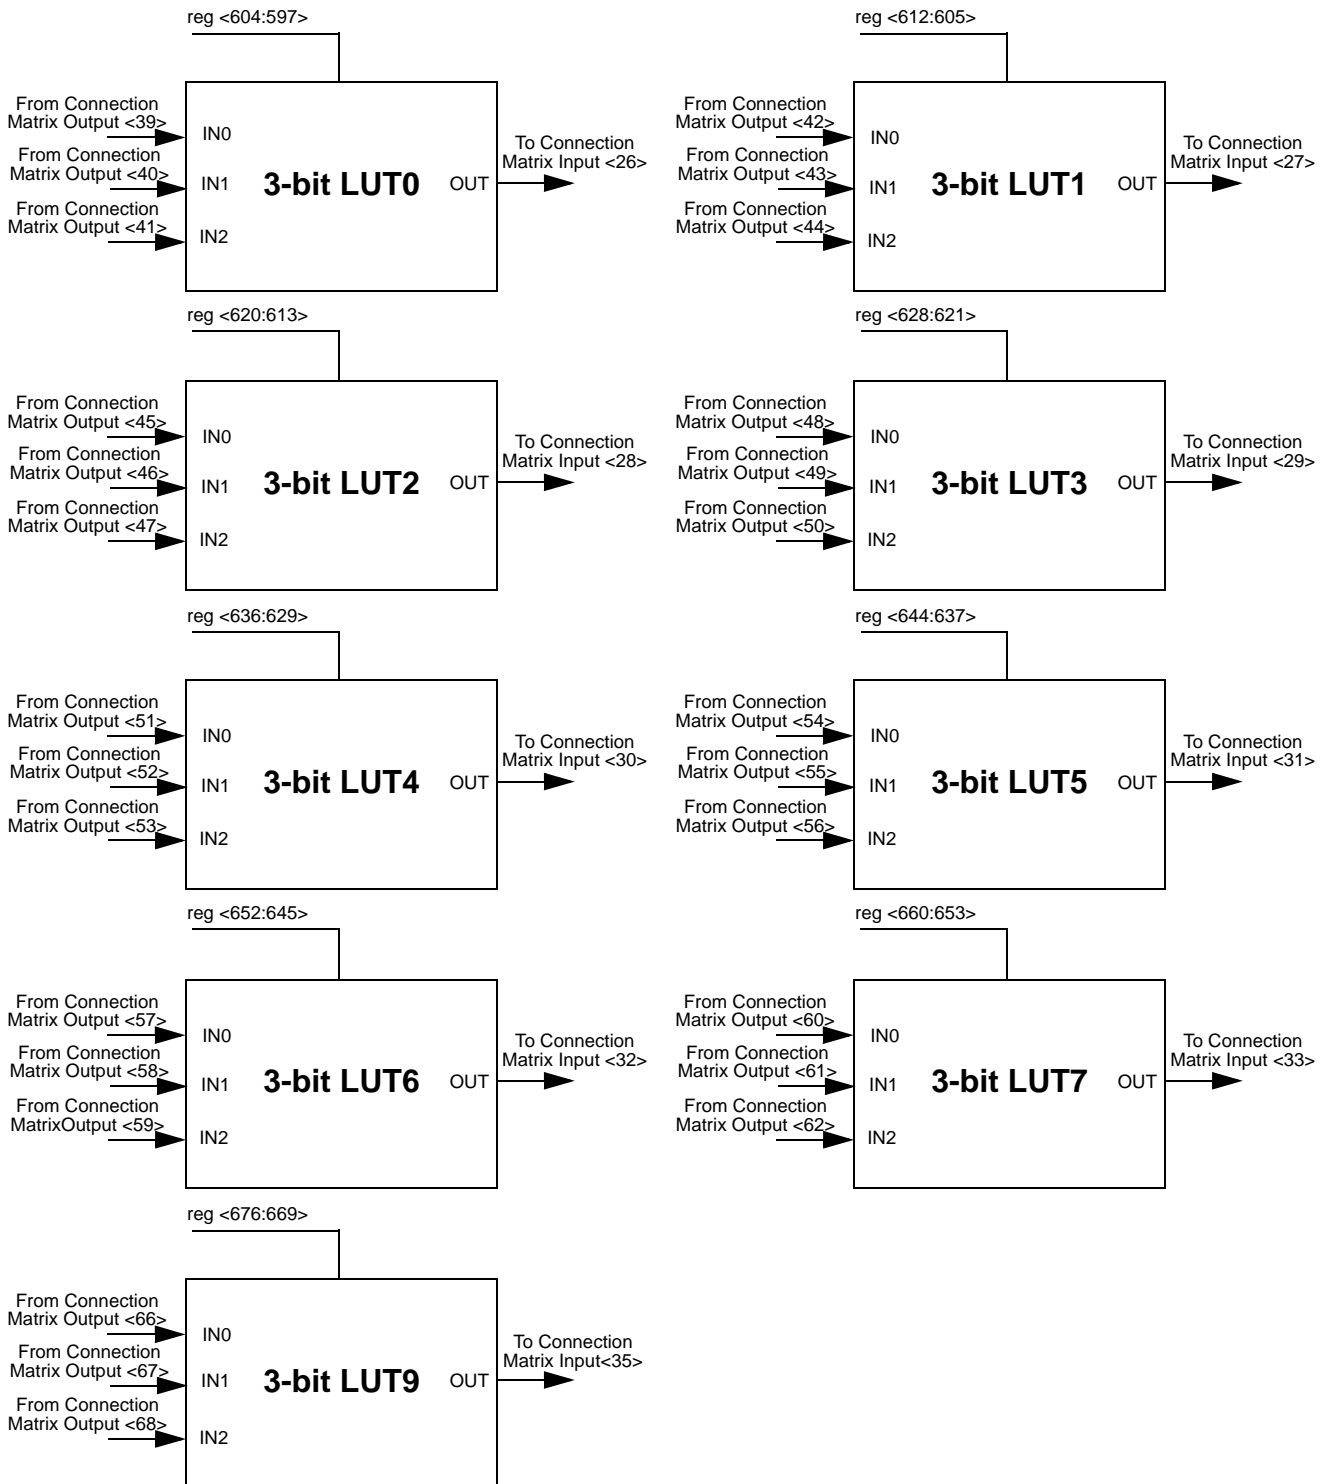 reg <604:597>
From Connection
Matrix Output <39>
From Connection
Matrix Output <40>
From Connection
Matrix Output <41>
IN0
IN1
IN2
3-bit LUT0
OUT
To Connection
Matrix Input <26>
reg <612:605>
From Connection
Matrix Output <42>
From Connection
Matrix Output <43>
From Connection
Matrix Output <44>
IN0
IN1
IN2
3-bit LUT1
OUT
To Connection
Matrix Input <27>
reg <620:613>
From Connection
Matrix Output <45>
From Connection
Matrix Output <46>
From Connection
Matrix Output <47>
IN0
IN1
IN2
3-bit LUT2
OUT
To Connection
Matrix Input <28>
reg <628:621>
From Connection
Matrix Output <48>
From Connection
Matrix Output <49>
From Connection
Matrix Output <50>
IN0
IN1
IN2
3-bit LUT3
OUT
To Connection
Matrix Input <29>
reg <636:629>
From Connection
Matrix Output <51>
From Connection
Matrix Output <52>
From Connection
Matrix Output <53>
IN0
IN1
IN2
3-bit LUT4
OUT
To Connection
Matrix Input <30>
reg <644:637>
From Connection
Matrix Output <54>
From Connection
Matrix Output <55>
From Connection
Matrix Output <56>
IN0
IN1
IN2
3-bit LUT5
OUT
To Connection
Matrix Input <31>
reg <652:645>
From Connection
Matrix Output <57>
From Connection
Matrix Output <58>
From Connection
MatrixOutput <59>
IN0
IN1
IN2
3-bit LUT6
OUT
To Connection
Matrix Input <32>
reg <660:653>
From Connection
Matrix Output <60>
From Connection
Matrix Output <61>
From Connection
Matrix Output <62>
IN0
IN1
IN2
3-bit LUT7
OUT
To Connection
Matrix Input <33>
reg <676:669>
From Connection
Matrix Output <66>
From Connection
Matrix Output <67>
From Connection
Matrix Output <68>
IN0
IN1
IN2
3-bit LUT9
OUT
To Connection
Matrix Input<35>